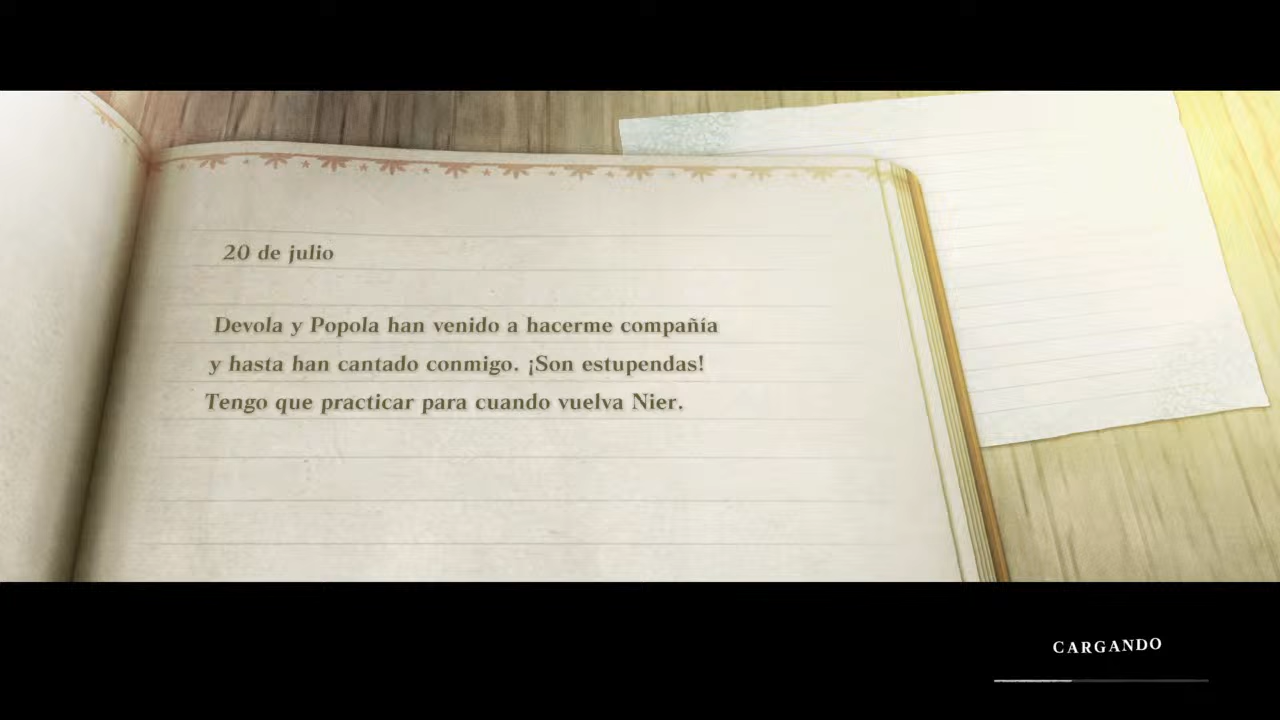 20 de julio
Devola y Popola han venido a hacerme compañía
y hasta han cantado conmigo. ¡Son estupendas!
Tengo que practicar para cuando vuelva Nier.
CARGANDO